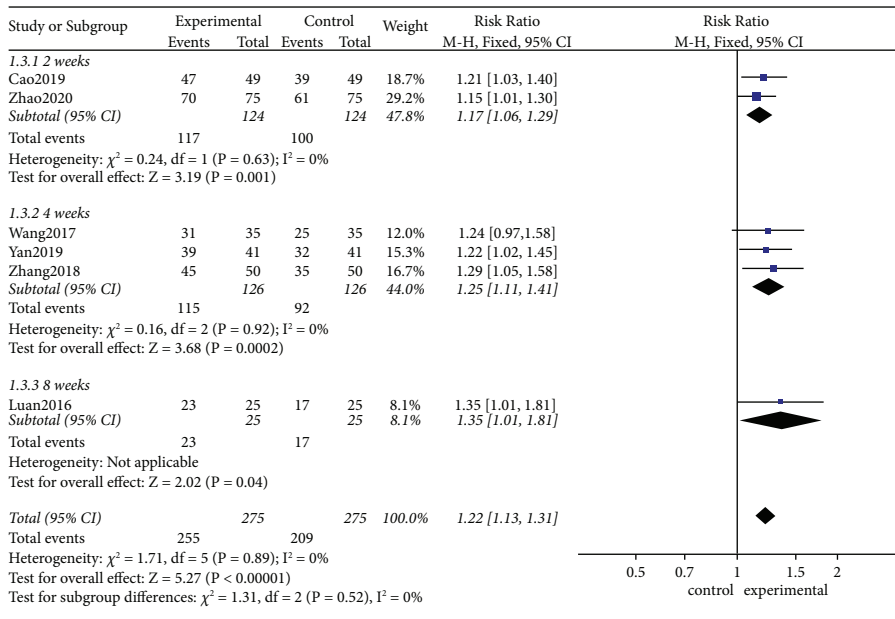 Study or Subgroup Experimental Control Weight Risk Ratio Risk Ratio
Events Total Events Total M-H, Fixed, 95% CI M-H, Fixed, 95% CI
1.3.1 2 weeks
Cao2019 47 49 39 49 18.7% 1.21 [1.03, 1.40]
Zhao2020 70 75 61 75 29.2% 1.15 [1.01, 1.30]
Subtotal (95% CI) 124 124 47.8% 1.17 [1.06, 1.29]
Total events 117 100
Heterogeneity: χ² = 0.24, df = 1 (P = 0.63); I² = 0%
Test for overall effect: Z = 3.19 (P = 0.001)
1.3.2 4 weeks
Wang2017 31 35 25 35 12.0% 1.24 [0.97,1.58]
Yan2019 39 41 32 41 15.3% 1.22 [1.02, 1.45]
Zhang2018 45 50 35 50 16.7% 1.29 [1.05, 1.58]
Subtotal (95% CI) 126 126 44.0% 1.25 [1.11, 1.41]
Total events 115 92
Heterogeneity: χ² = 0.16, df = 2 (P = 0.92); I² = 0%
Test for overall effect: Z = 3.68 (P = 0.0002)
1.3.3 8 weeks
Luan2016 23 25 17 25 8.1% 1.35 [1.01, 1.81]
Subtotal (95% CI) 25 25 8.1% 1.35 [1.01, 1.81]
Total events 23 17
Heterogeneity: Not applicable
Test for overall effect: Z = 2.02 (P = 0.04)
Total (95% CI) 275 275 100.0% 1.22 [1.13, 1.31]
Total events 255 209
Heterogeneity: χ² = 1.71, df = 5 (P = 0.89); I² = 0%
Test for overall effect: Z = 5.27 (P < 0.00001)
Test for subgroup differences: χ² = 1.31, df = 2 (P = 0.52), I² = 0%
0.5 0.7 1 1.5 2
control experimental